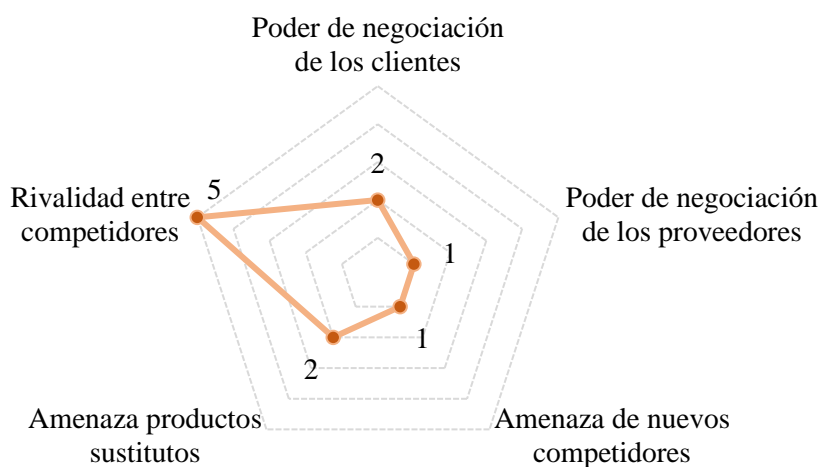 Poder de negociación
de los clientes
2
5
Rivalidad entre
competidores
Poder de negociación
de los proveedores
1
1
2
Amenaza productos
sustitutos
Amenaza de nuevos
competidores